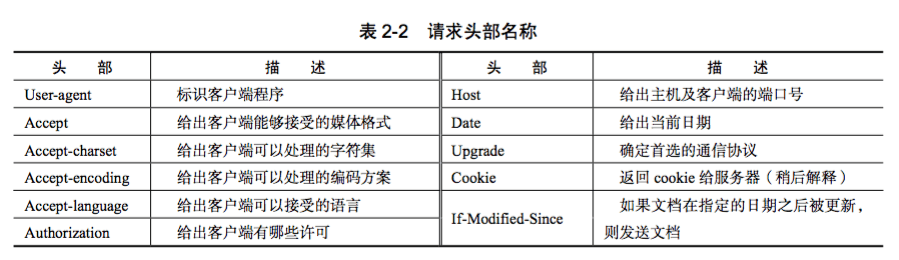 表 2-2 请求头部名称
头 部 描 述 头 部 描 述
User-agent 标识客户端程序 Host 给出主机及客户端的端口号
Accept 给出客户端能够接受的媒体格式 Date 给出当前日期
Accept-charset 给出客户端可以处理的字符集 Upgrade 确定首选的通信协议
Accept-encoding 给出客户端可以处理的编码方案 Cookie 返回 cookie 给服务器（稍后解释）
Accept-language 给出客户端可以接受的语言 If-Modified-Since 如果文档在指定的日期之后被更新，
Authorization 给出客户端有哪些许可 则发送文档